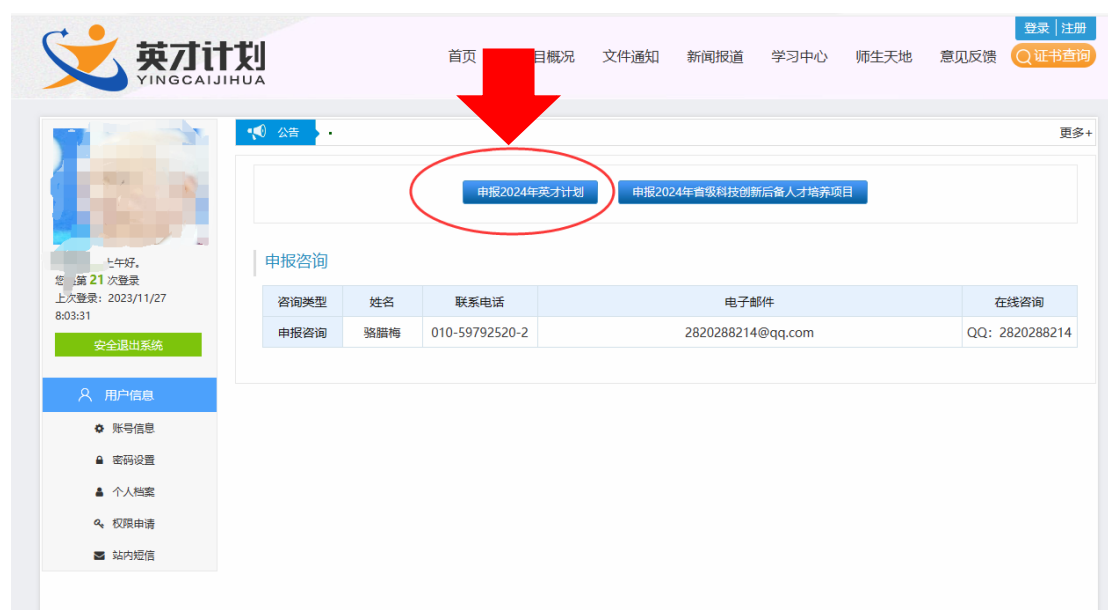 登录 | 注册
英才计划
YINGCAIJIHUA
首页 目概况 文件通知 新闻报道 学习中心 师生天地 意见反馈 证书查询
公告 更多+
申报2024年英才计划 申报2024年省级科技创新后备人才培养项目
上午好。
第 21 次登录
上次登录：2023/11/27
8:03:31
安全退出系统
用户信息
账号信息
密码设置
个人档案
权限申请
站内短信
申报咨询
咨询类型 姓名 联系电话 电子邮件 在线咨询
申报咨询 骆腊梅 010-59792520-2 2820288214@qq.com QQ：2820288214